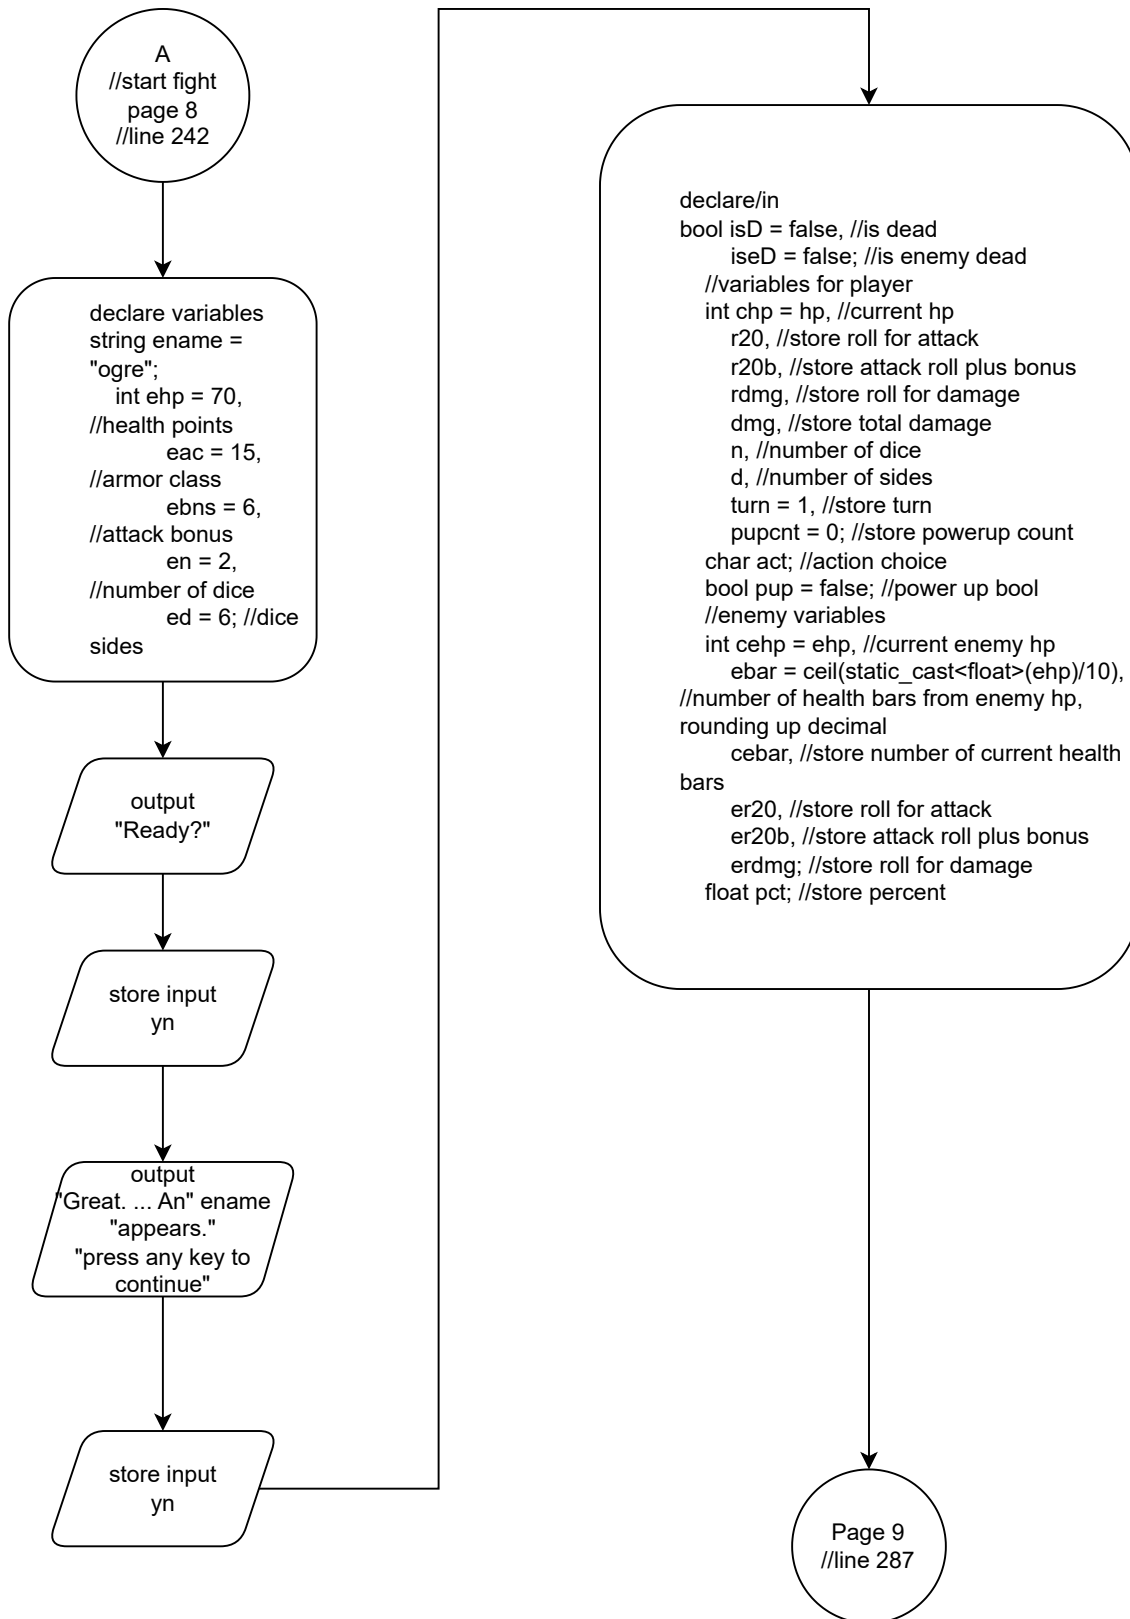 A
//start fight
page 8
//line 242
declare variables
string ename =
"ogre";
int ehp = 70,
//health points
eac = 15,
//armor class
ebns = 6,
//attack bonus
en = 2,
//number of dice
ed = 6; //dice
sides
output
"Ready?"
store input
yn
output
"Great. ... An" ename
"appears."
"press any key to
continue"
store input
yn
declare/in
bool isD = false, //is dead
iseD = false; //is enemy dead
//variables for player
int chp = hp, //current hp
r20, //store roll for attack
r20b, //store attack roll plus bonus
rdmg, //store roll for damage
dmg, //store total damage
n, //number of dice
d, //number of sides
turn = 1, //store turn
pupcnt = 0; //store powerup count
char act; //action choice
bool pup = false; //power up bool
//enemy variables
int cehp = ehp, //current enemy hp
ebar = ceil(static_cast<float>(ehp)/10),
//number of health bars from enemy hp,
rounding up decimal
cebar, //store number of current health
bars
er20, //store roll for attack
er20b, //store attack roll plus bonus
erdmg; //store roll for damage
float pct; //store percent
Page 9
//line 287